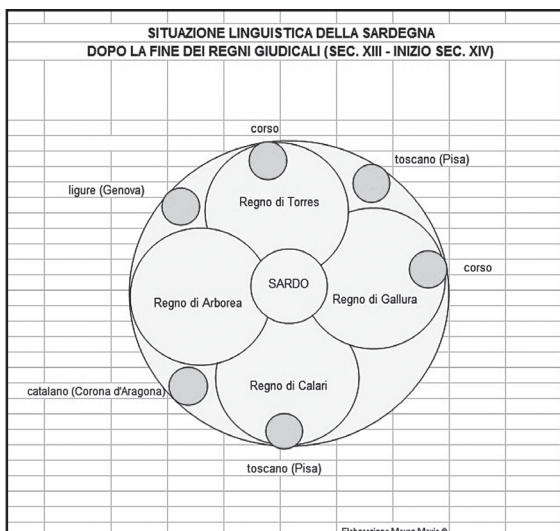 SITUAZIONE LINGUISTICA DELLA SARDEGNA
DOPO LA FINE DEI REGNI GIUDICALI (SEC. XIII - INIZIO SEC. XIV)
corso
toscano (Pisa)
ligure (Genova)
Regno di Torres
corso
SARDO
Regno di Arborea
Regno di Gallura
Regno di Calari
catalano (Corona d'Aragona)
toscano (Pisa)